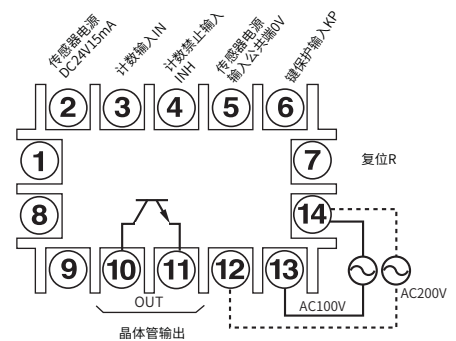 传感器电源
DC24V15mA
计数输入IN
计数禁止输入
INH
传感器电源0V
输入公共端
键保护输入KP
2
3
4
5
6
1
7
复位R
8
14
9
10
11
12
13
OUT
AC100V
AC200V
晶体管输出